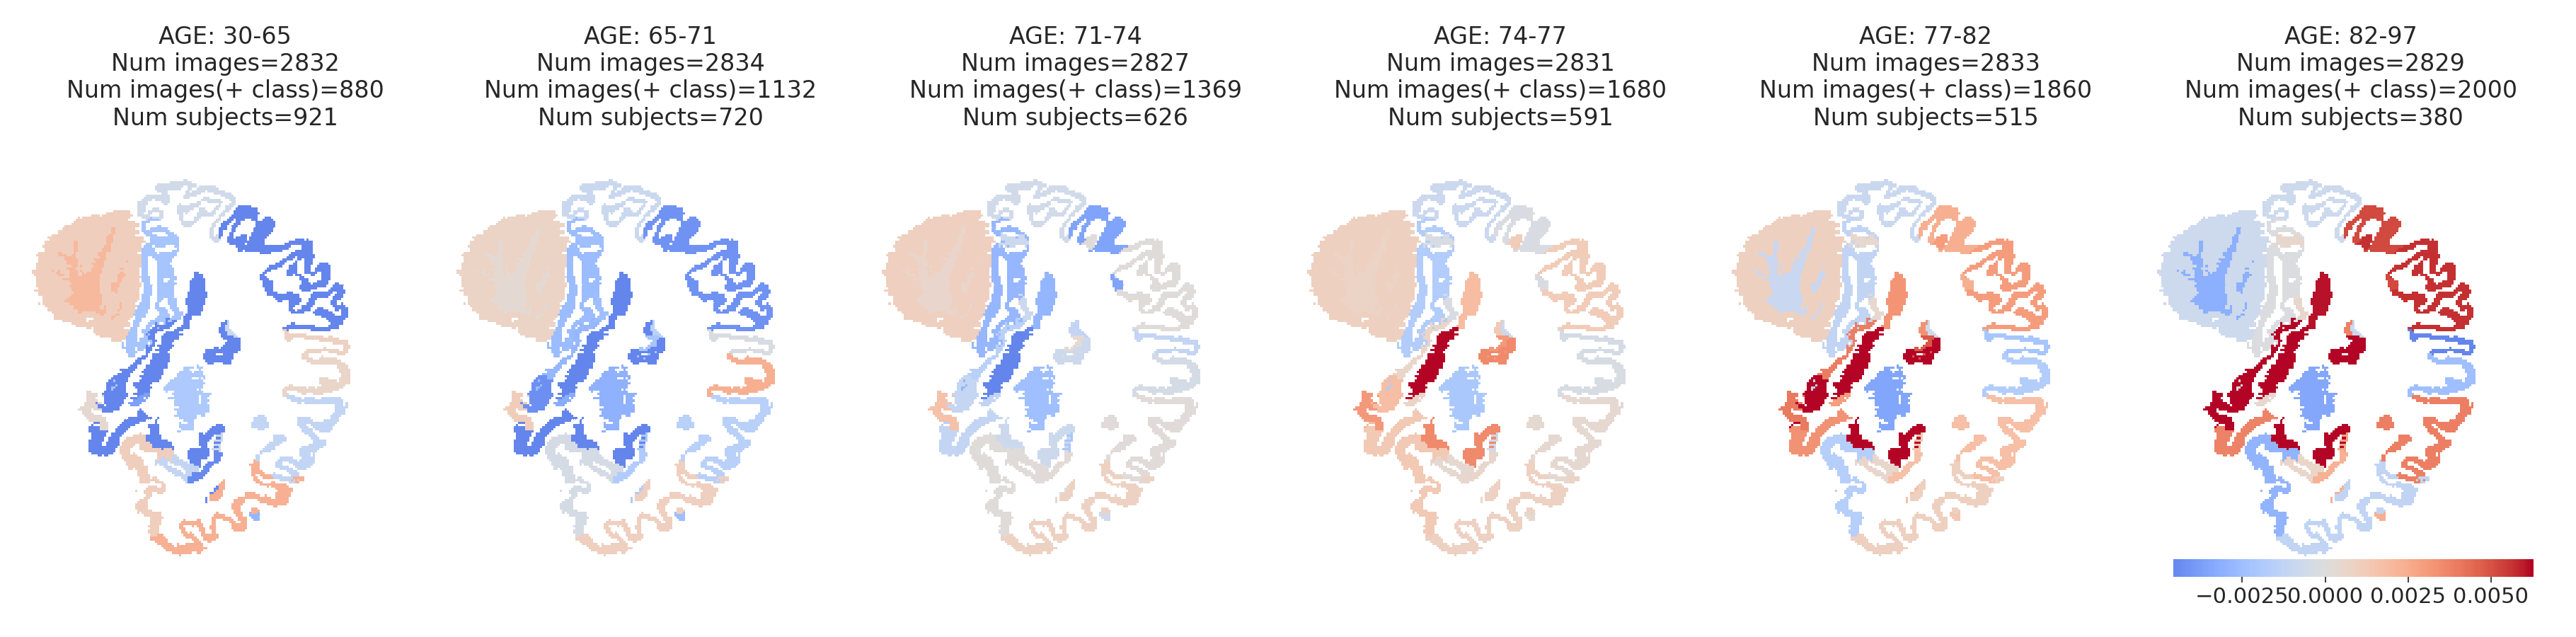 AGE: 30-65
Num images=2832
Num images(+ class)=880
Num subjects=921
AGE: 65-71
Num images=2834
Num images(+ class)=1132
Num subjects=720
AGE: 71-74
Num images=2827
Num images(+ class)=1369
Num subjects=626
AGE: 74-77
Num images=2831
Num images(+ class)=1680
Num subjects=591
AGE: 77-82
Num images=2833
Num images(+ class)=1860
Num subjects=515
AGE: 82-97
Num images=2829
Num images(+ class)=2000
Num subjects=380
−0.0025 0.0000 0.0025 0.0050